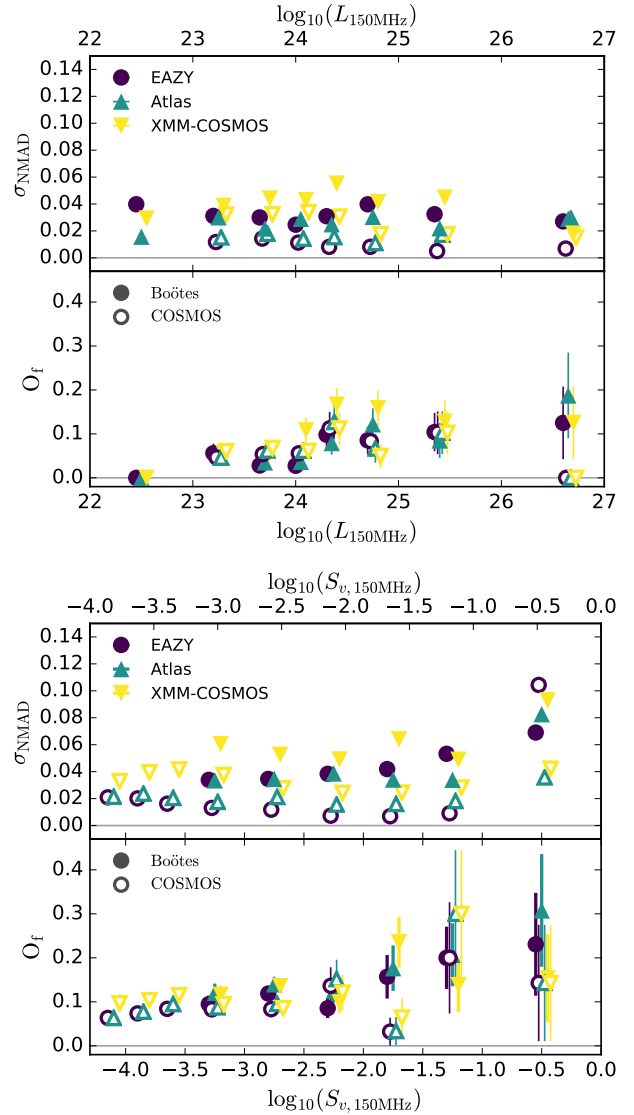 log₁₀(L₁₅₀MHz)
22 23 24 25 26 27
0.14
0.12
0.10
0.08
0.06
0.04
0.02
0.00
σNMAD
EAZY
Atlas
XMM-COSMOS
0.4
0.3
0.2
0.1
0.0
Of
Boötes
COSMOS
22 23 24 25 26 27
log₁₀(L₁₅₀MHz)
log₁₀(Sᵥ,₁₅₀MHz)
−4.0 −3.5 −3.0 −2.5 −2.0 −1.5 −1.0 −0.5 0.0
0.14
0.12
0.10
0.08
0.06
0.04
0.02
0.00
σNMAD
EAZY
Atlas
XMM-COSMOS
0.4
0.3
0.2
0.1
0.0
Of
Boötes
COSMOS
−4.0 −3.5 −3.0 −2.5 −2.0 −1.5 −1.0 −0.5 0.0
log₁₀(Sᵥ,₁₅₀MHz)